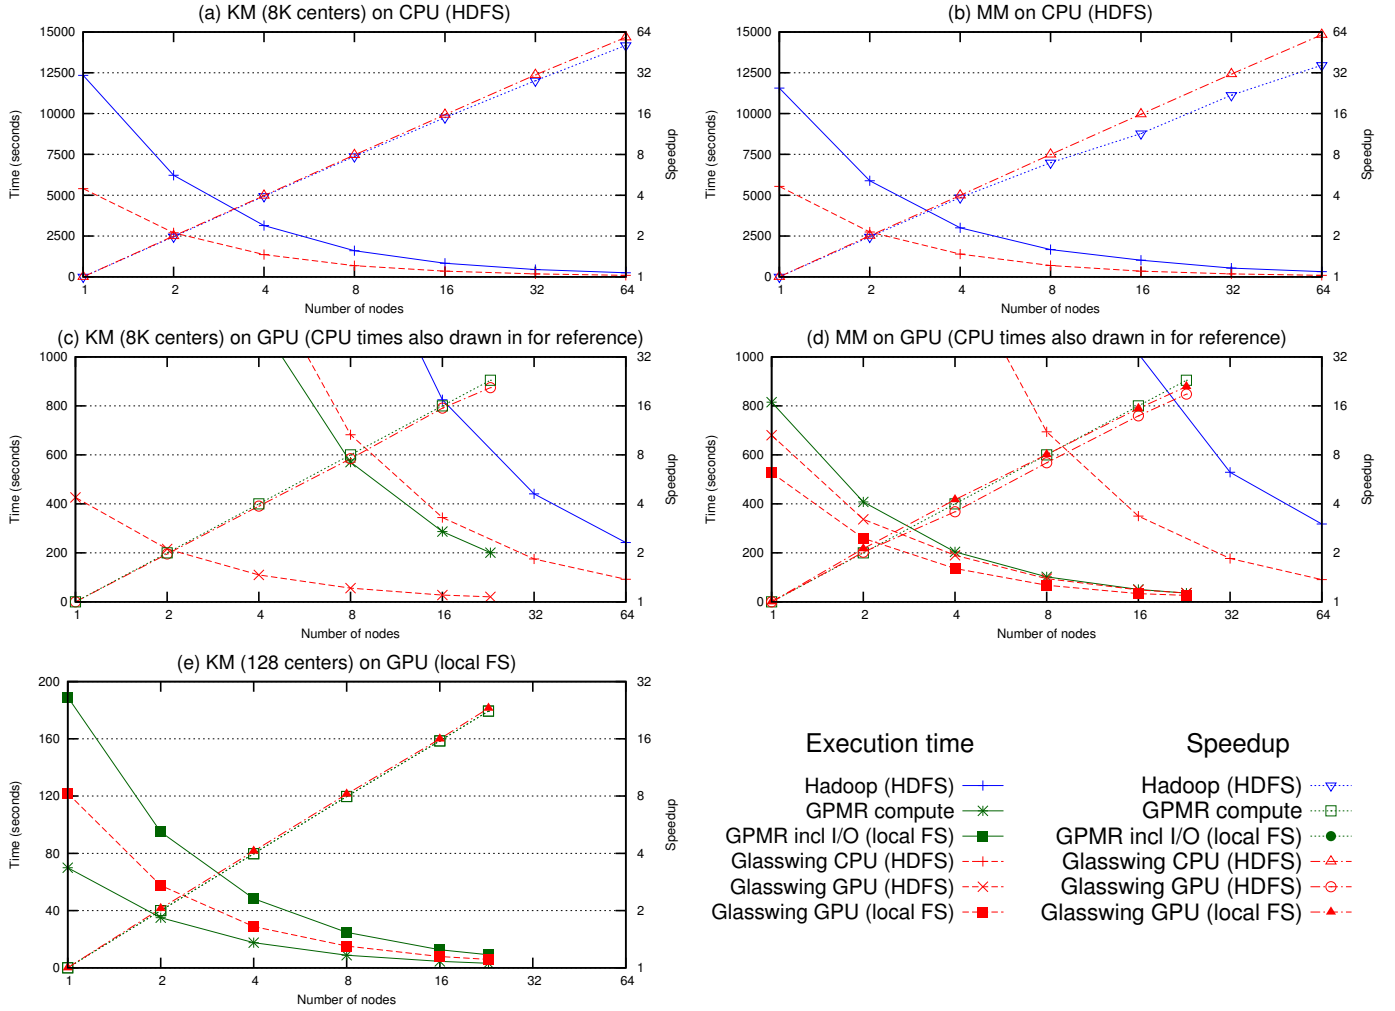 (a) KM (8K centers) on CPU (HDFS)
15000
12500
10000
7500
5000
2500
0
Time (seconds)
64
32
16
8
4
2
1
Speedup
1 2 4 8 16 32 64
Number of nodes
(b) MM on CPU (HDFS)
15000
12500
10000
7500
5000
2500
0
Time (seconds)
64
32
16
8
4
2
1
Speedup
1 2 4 8 16 32 64
Number of nodes
(c) KM (8K centers) on GPU (CPU times also drawn in for reference)
1000
800
600
400
200
0
Time (seconds)
32
16
8
4
2
1
Speedup
1 2 4 8 16 32 64
Number of nodes
(d) MM on GPU (CPU times also drawn in for reference)
1000
800
600
400
200
0
Time (seconds)
32
16
8
4
2
1
Speedup
1 2 4 8 16 32 64
Number of nodes
(e) KM (128 centers) on GPU (local FS)
200
160
120
80
40
0
Time (seconds)
32
16
8
4
2
1
Speedup
1 2 4 8 16 32 64
Number of nodes
Execution time
Hadoop (HDFS)
GPMR compute
GPMR incl I/O (local FS)
Glasswing CPU (HDFS)
Glasswing GPU (HDFS)
Glasswing GPU (local FS)
Speedup
Hadoop (HDFS)
GPMR compute
GPMR incl I/O (local FS)
Glasswing CPU (HDFS)
Glasswing GPU (HDFS)
Glasswing GPU (local FS)